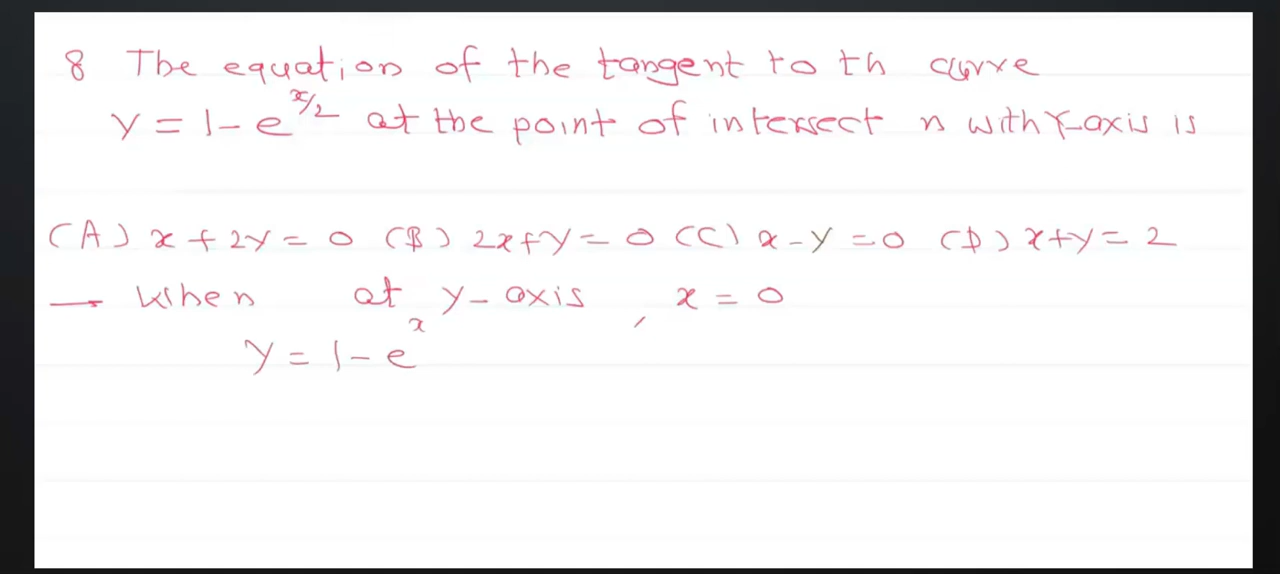 8 The equation of the tangent to th curve
y = 1 - e^x/2 at the point of intersect n with Y-axis is
(A) x + 2y = 0 (B) 2x + y = 0 (C) x - y = 0 (D) x + y = 2
→ When at y-axis, x = 0
y = 1 - e^x